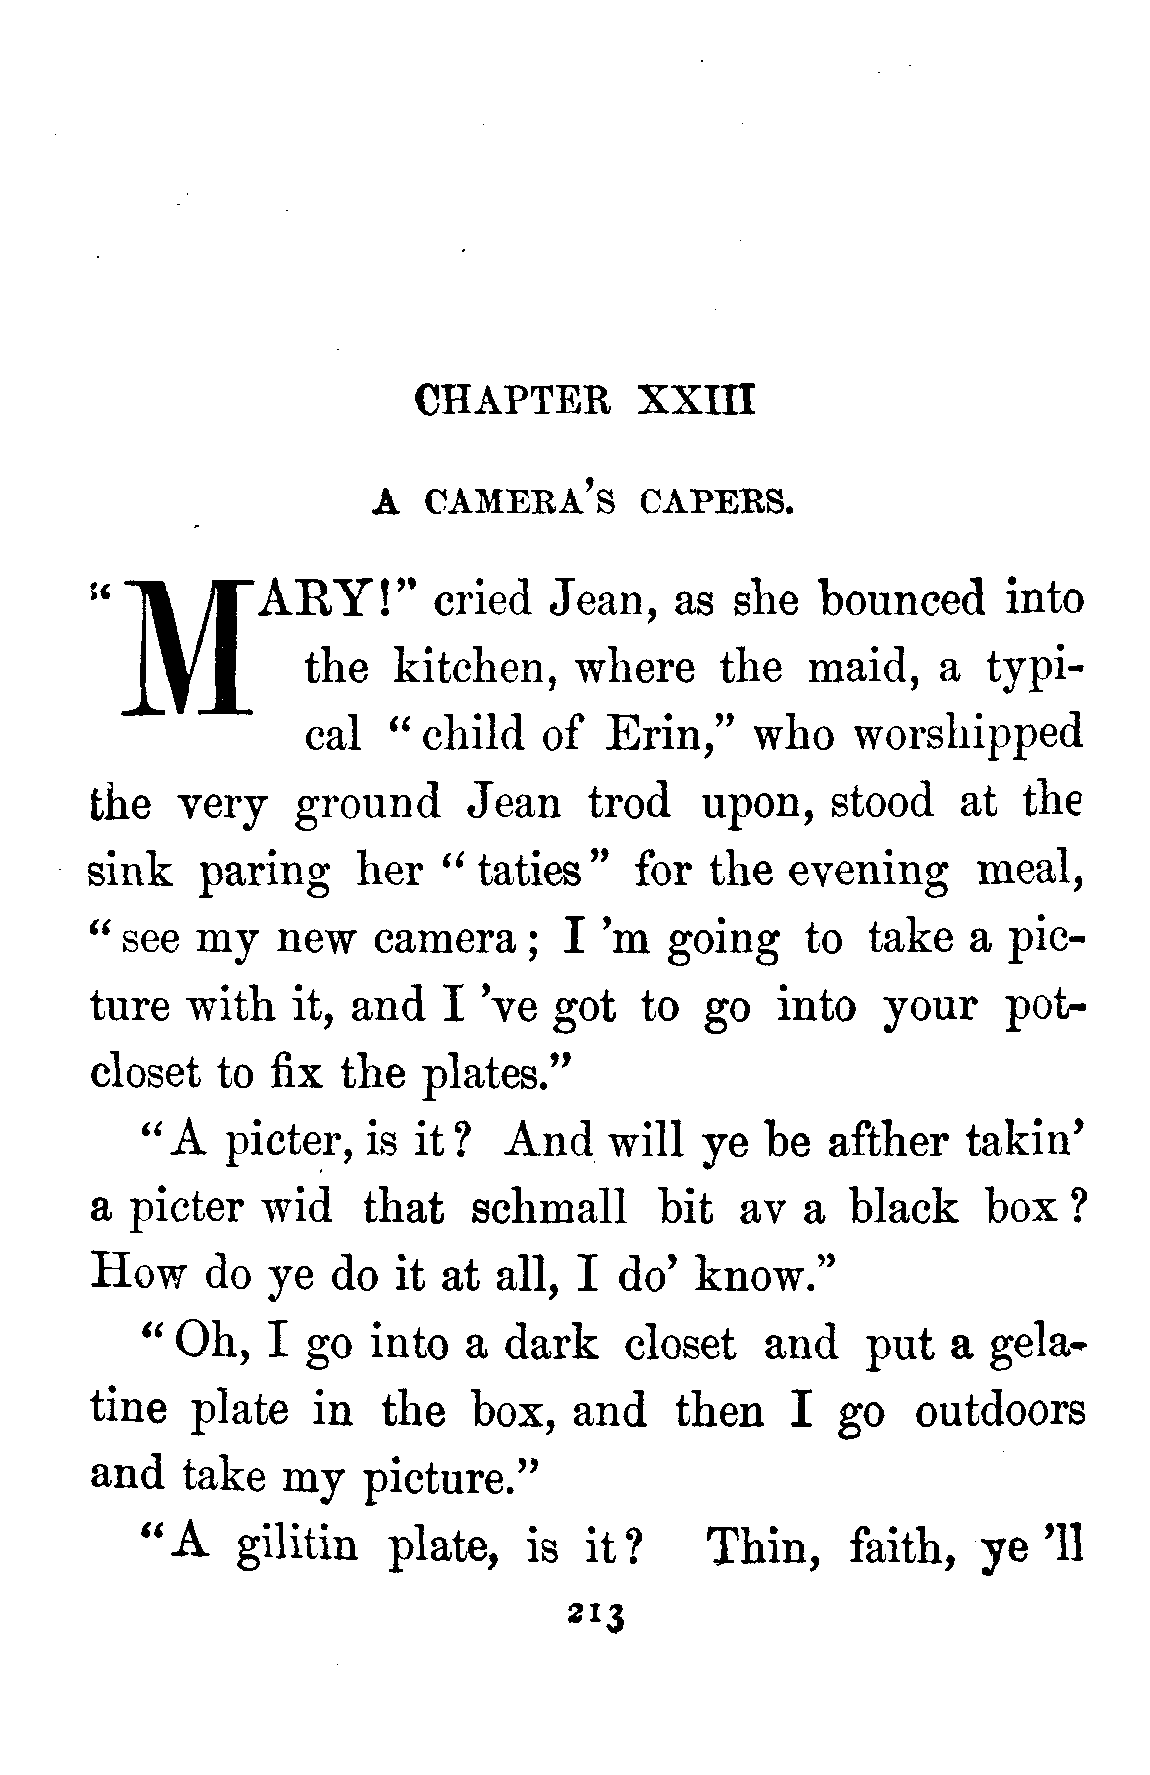 CHAPTER XXIII
A CAMERA'S CAPERS.
“MARY!” cried Jean, as she bounced into
the kitchen, where the maid, a typi-
cal “child of Erin,” who worshipped
the very ground Jean trod upon, stood at the
sink paring her “taties” for the evening meal,
“see my new camera; I 'm going to take a pic-
ture with it, and I 've got to go into your pot-
closet to fix the plates.”
“A picter, is it? And will ye be afther takin'
a picter wid that schmall bit av a black box?
How do ye do it at all, I do' know.”
“Oh, I go into a dark closet and put a gela-
tine plate in the box, and then I go outdoors
and take my picture.”
“A gilitin plate, is it? Thin, faith, ye 'll
213